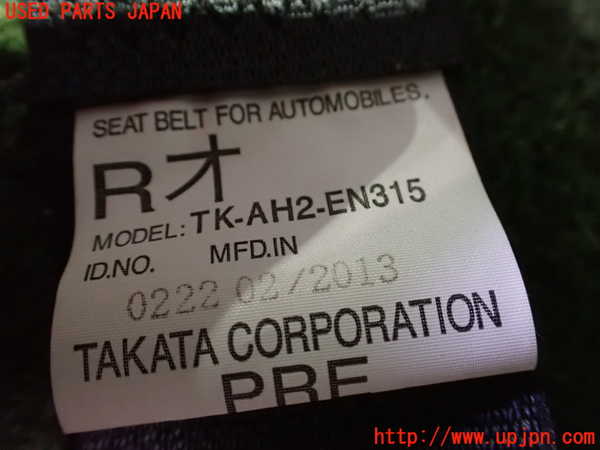 USED PARTS JAPAN
SEAT BELT FOR AUTOMOBILES.
Rオ
MODEL: TK-AH2-EN315
ID.NO. MFD.IN
0222 02/2013
TAKATA CORPORATION
PRE
http://www.upjpn.com/